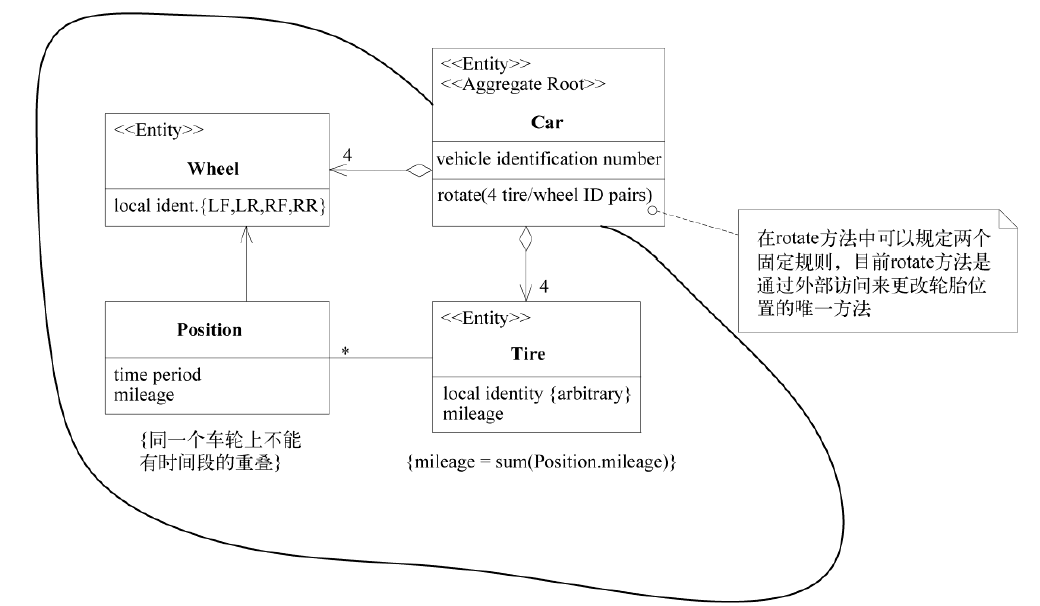 <<Entity>>
<<Aggregate Root>>
Car
vehicle identification number
rotate(4 tire/wheel ID pairs)
<<Entity>>
Wheel
local ident.{LF,LR,RF,RR}
4
在rotate方法中可以规定两个
固定规则，目前rotate方法是
通过外部访问来更改轮胎位
置的唯一方法
4
Position
time period
mileage
*
<<Entity>>
Tire
local identity {arbitrary}
mileage
{同一个车轮上不能
有时间段的重叠}
{mileage = sum(Position.mileage)}